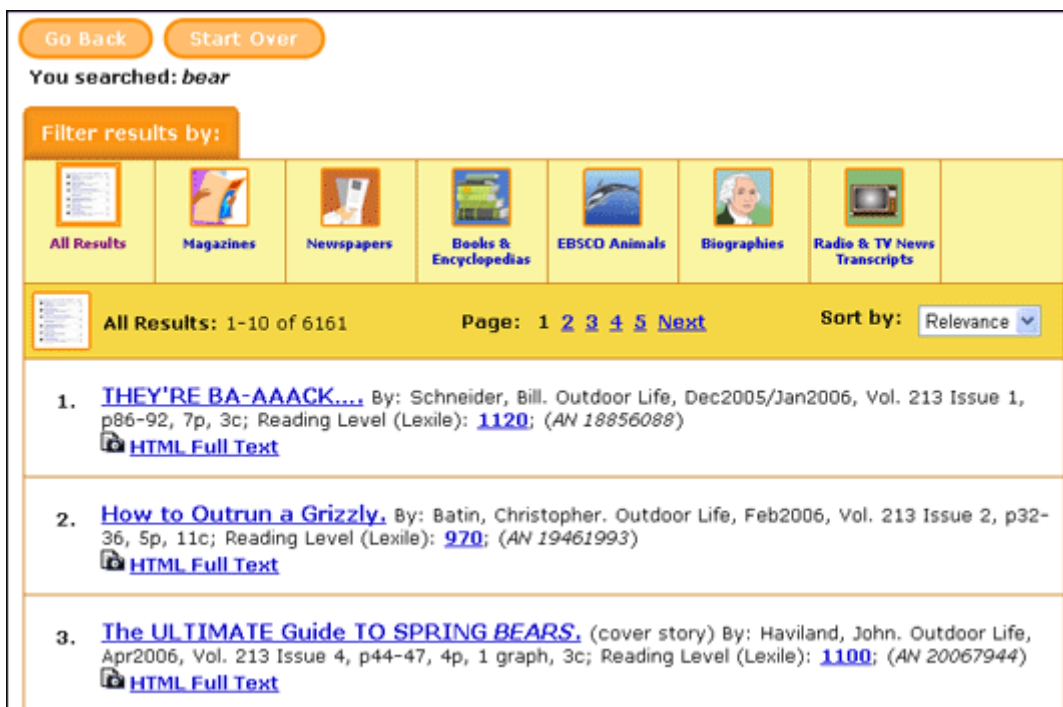 Go Back Start Over
You searched: bear
Filter results by:
All Results Magazines Newspapers Books & Encyclopedias EBSCO Animals Biographies Radio & TV News Transcripts
All Results: 1-10 of 6161 Page: 1 2 3 4 5 Next Sort by: Relevance
1. THEY'RE BA-AAACK.... By: Schneider, Bill. Outdoor Life, Dec2005/Jan2006, Vol. 213 Issue 1,
p86-92, 7p, 3c; Reading Level (Lexile): 1120; (AN 18856088)
HTML Full Text
2. How to Outrun a Grizzly. By: Batin, Christopher. Outdoor Life, Feb2006, Vol. 213 Issue 2, p32-
36, 5p, 11c; Reading Level (Lexile): 970; (AN 19461993)
HTML Full Text
3. The ULTIMATE Guide TO SPRING BEARS. (cover story) By: Haviland, John. Outdoor Life,
Apr2006, Vol. 213 Issue 4, p44-47, 4p, 1 graph, 3c; Reading Level (Lexile): 1100; (AN 20067944)
HTML Full Text